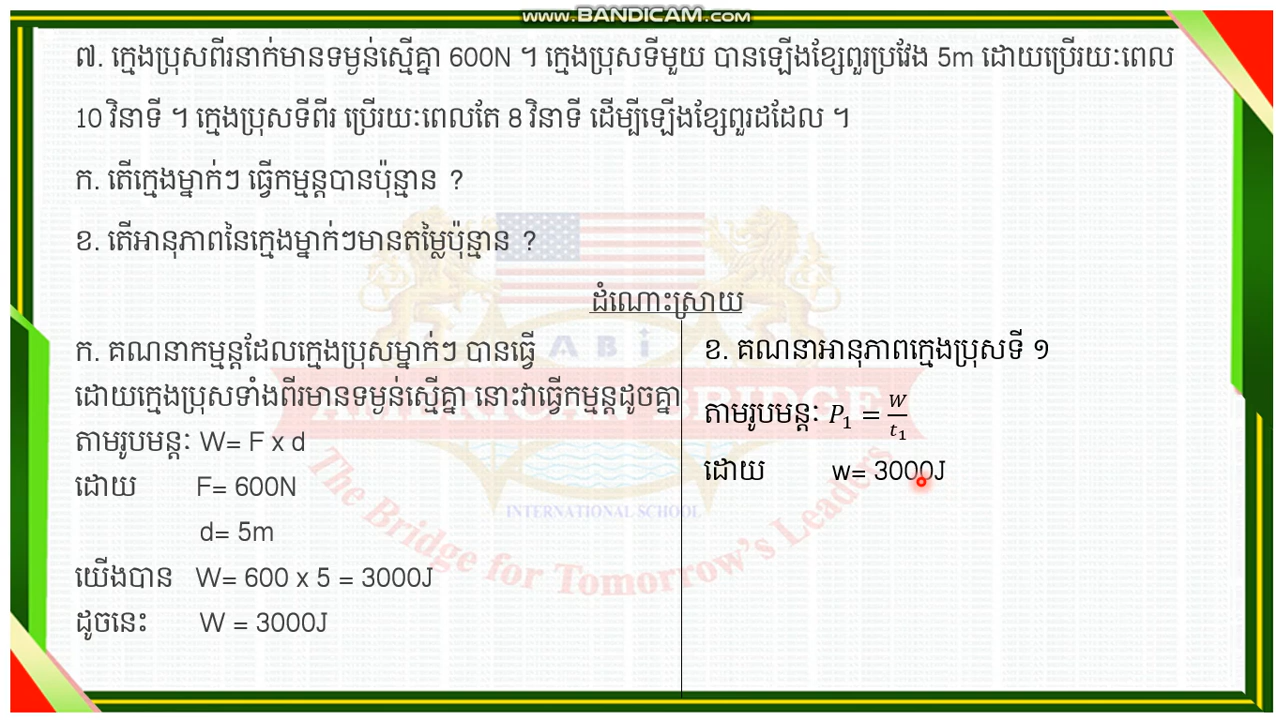 www.BANDICAM.com
៧. ក្មេងប្រុសពីរនាក់មានទម្ងន់ស្មើគ្នា 600N ។ ក្មេងប្រុសទីមួយ បានឡើងខ្សែពួរប្រវែង 5m ដោយប្រើរយៈពេល
10 វិនាទី ។ ក្មេងប្រុសទីពីរ ប្រើរយៈពេលតែ 8 វិនាទី ដើម្បីឡើងខ្សែពួរដដែល ។
ក. តើក្មេងម្នាក់ៗ ធ្វើកម្មន្តបានប៉ុន្មាន ?
ខ. តើអានុភាពនៃក្មេងម្នាក់ៗមានតម្លៃប៉ុន្មាន ?
ដំណោះស្រាយ
ក. គណនាកម្មន្តដែលក្មេងប្រុសម្នាក់ៗ បានធ្វើ
ដោយក្មេងប្រុសទាំងពីរមានទម្ងន់ស្មើគ្នា នោះវាធ្វើកម្មន្តដូចគ្នា
តាមរូបមន្តៈ W= F x d
ដោយ F= 600N
d= 5m
យើងបាន W= 600 x 5 = 3000J
ដូចនេះ W = 3000J
ខ. គណនាអានុភាពក្មេងប្រុសទី ១
តាមរូបមន្តៈ P₁ = W/t₁
ដោយ w= 3000J
ABi
AMERICAN BRIDGE
INTERNATIONAL SCHOOL
The Bridge for Tomorrow's Leaders